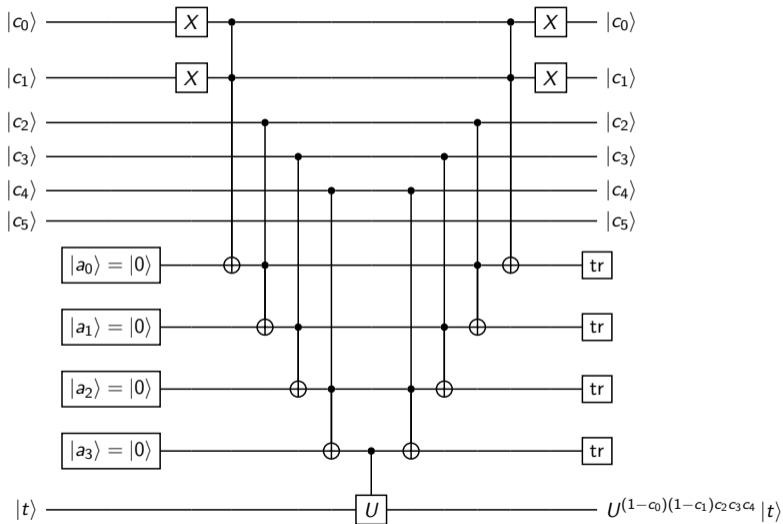 |c₀⟩ X X |c₀⟩
|c₁⟩ X X |c₁⟩
|c₂⟩ |c₂⟩
|c₃⟩ |c₃⟩
|c₄⟩ |c₄⟩
|c₅⟩ |c₅⟩
|a₀⟩ = |0⟩ tr
|a₁⟩ = |0⟩ tr
|a₂⟩ = |0⟩ tr
|a₃⟩ = |0⟩ tr
|t⟩ U U^{(1−c₀)(1−c₁)c₂c₃c₄} |t⟩